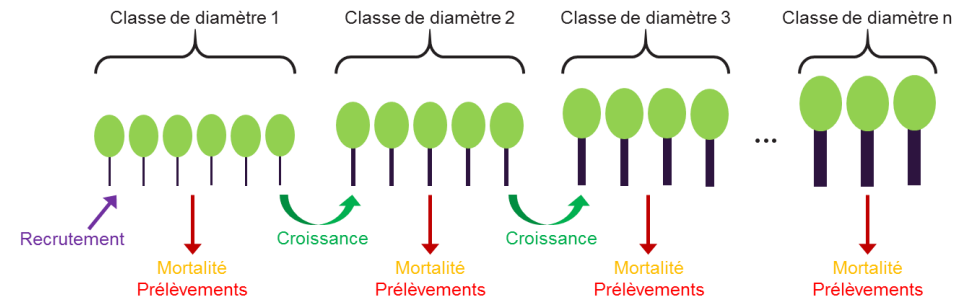 Classe de diamètre 1
Classe de diamètre 2
Classe de diamètre 3
Classe de diamètre n
...
Recrutement
Croissance
Croissance
Mortalité
Prélèvements
Mortalité
Prélèvements
Mortalité
Prélèvements
Mortalité
Prélèvements